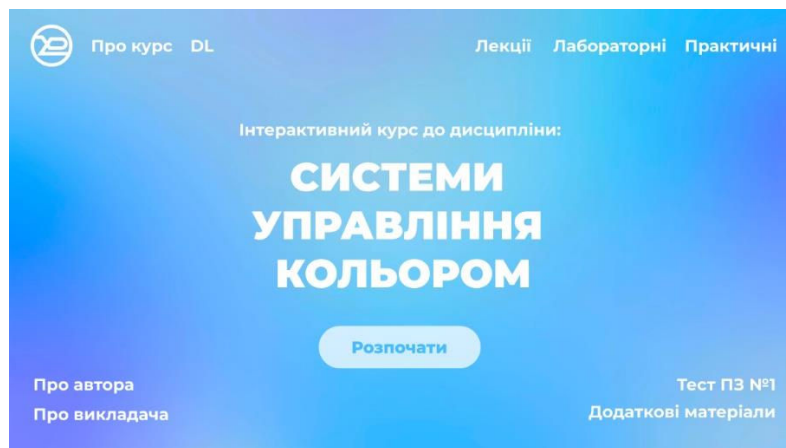 Про курс DL Лекції Лабораторні Практичні
Інтерактивний курс до дисципліни:
СИСТЕМИ
УПРАВЛІННЯ
КОЛЬОРОМ
Розпочати
Про автора Тест ПЗ №1
Про викладача Додаткові матеріали